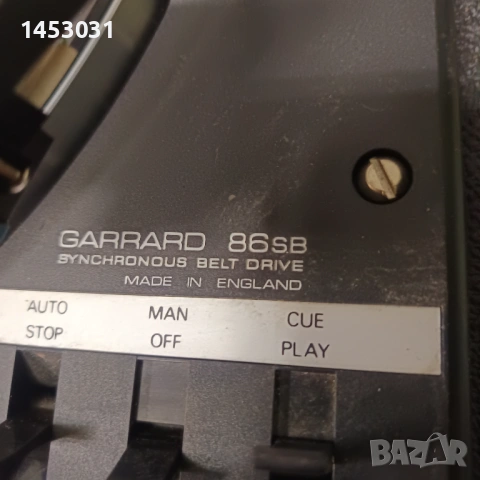 1453031
GARRARD 86SB
SYNCHRONOUS BELT DRIVE
MADE IN ENGLAND
AUTO MAN CUE
STOP OFF PLAY
BAZAR